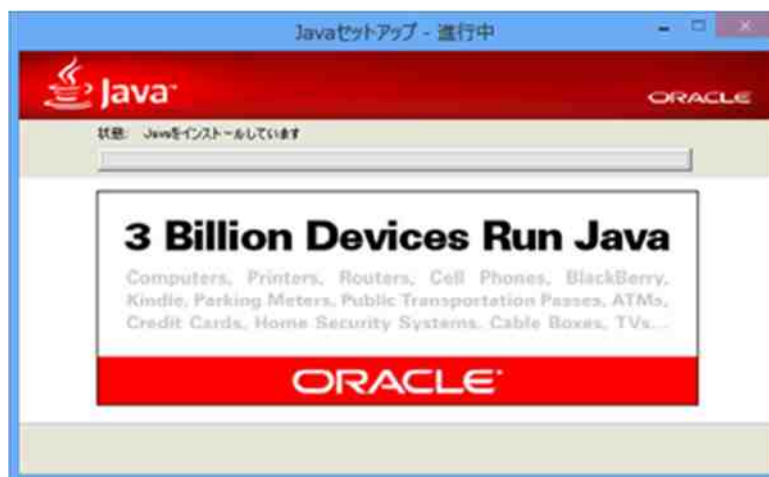 Javaセットアップ - 進行中
Java™
ORACLE
状態: Javaをインストールしています
3 Billion Devices Run Java
Computers, Printers, Routers, Cell Phones, BlackBerry,
Kindle, Parking Meters, Public Transportation Passes, ATMs,
Credit Cards, Home Security Systems, Cable Boxes, TVs...
ORACLE®